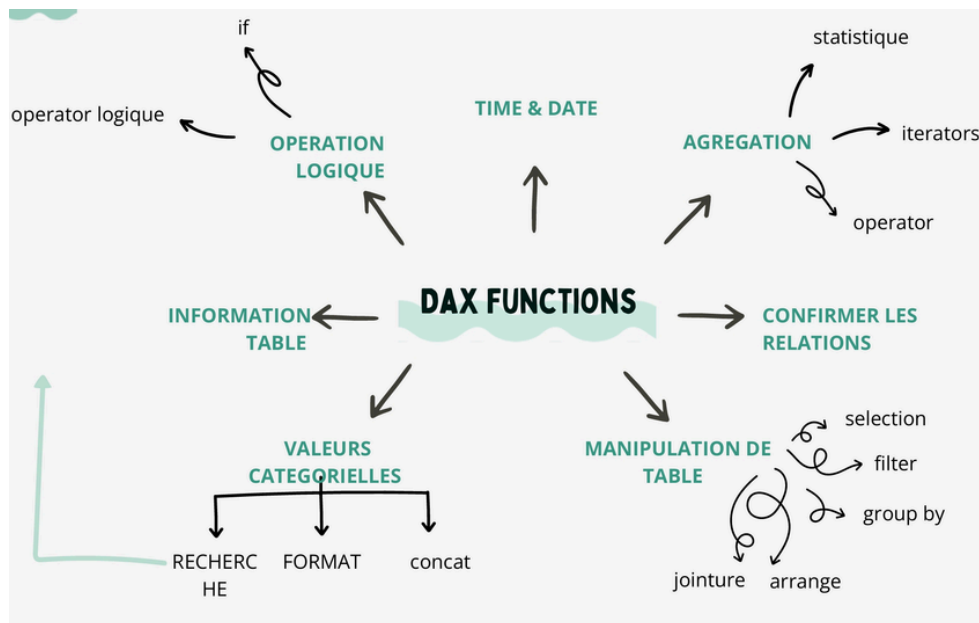 if
statistique
operator logique
TIME & DATE
AGREGATION
iterators
OPERATION
LOGIQUE
operator
DAX FUNCTIONS
INFORMATION
TABLE
CONFIRMER LES
RELATIONS
VALEURS
CATEGORIELLES
MANIPULATION DE
TABLE
selection
filter
group by
RECHERC
HE
FORMAT
concat
jointure
arrange